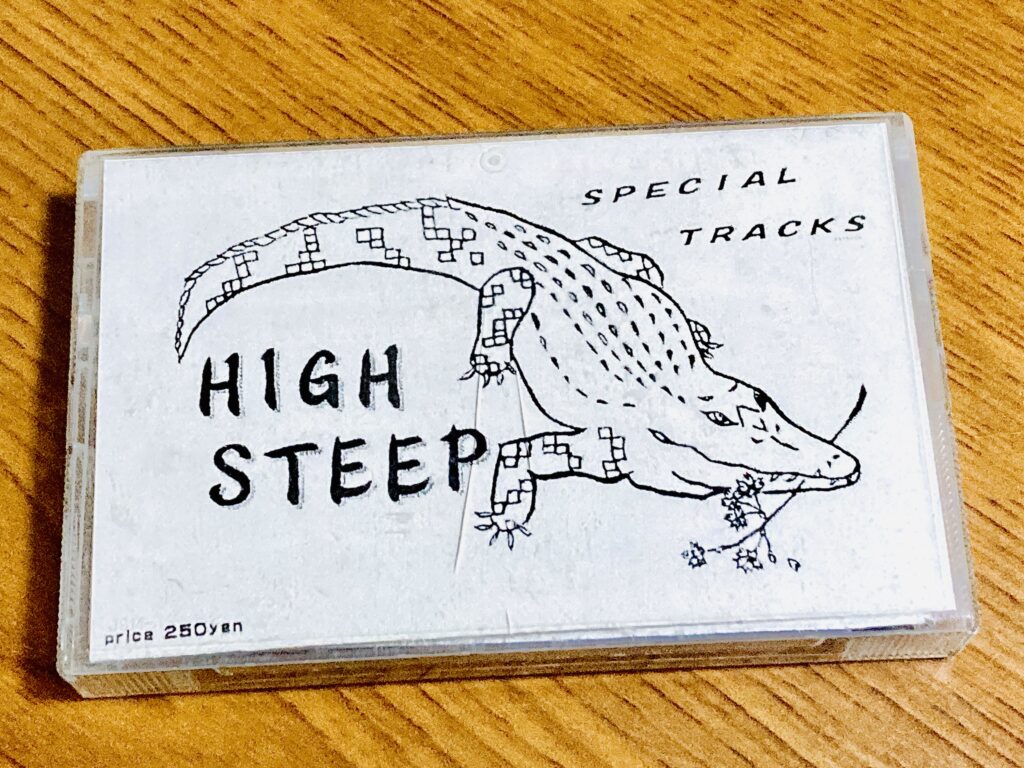 SPECIAL
TRACKS
HIGH
STEEP
price 250yen